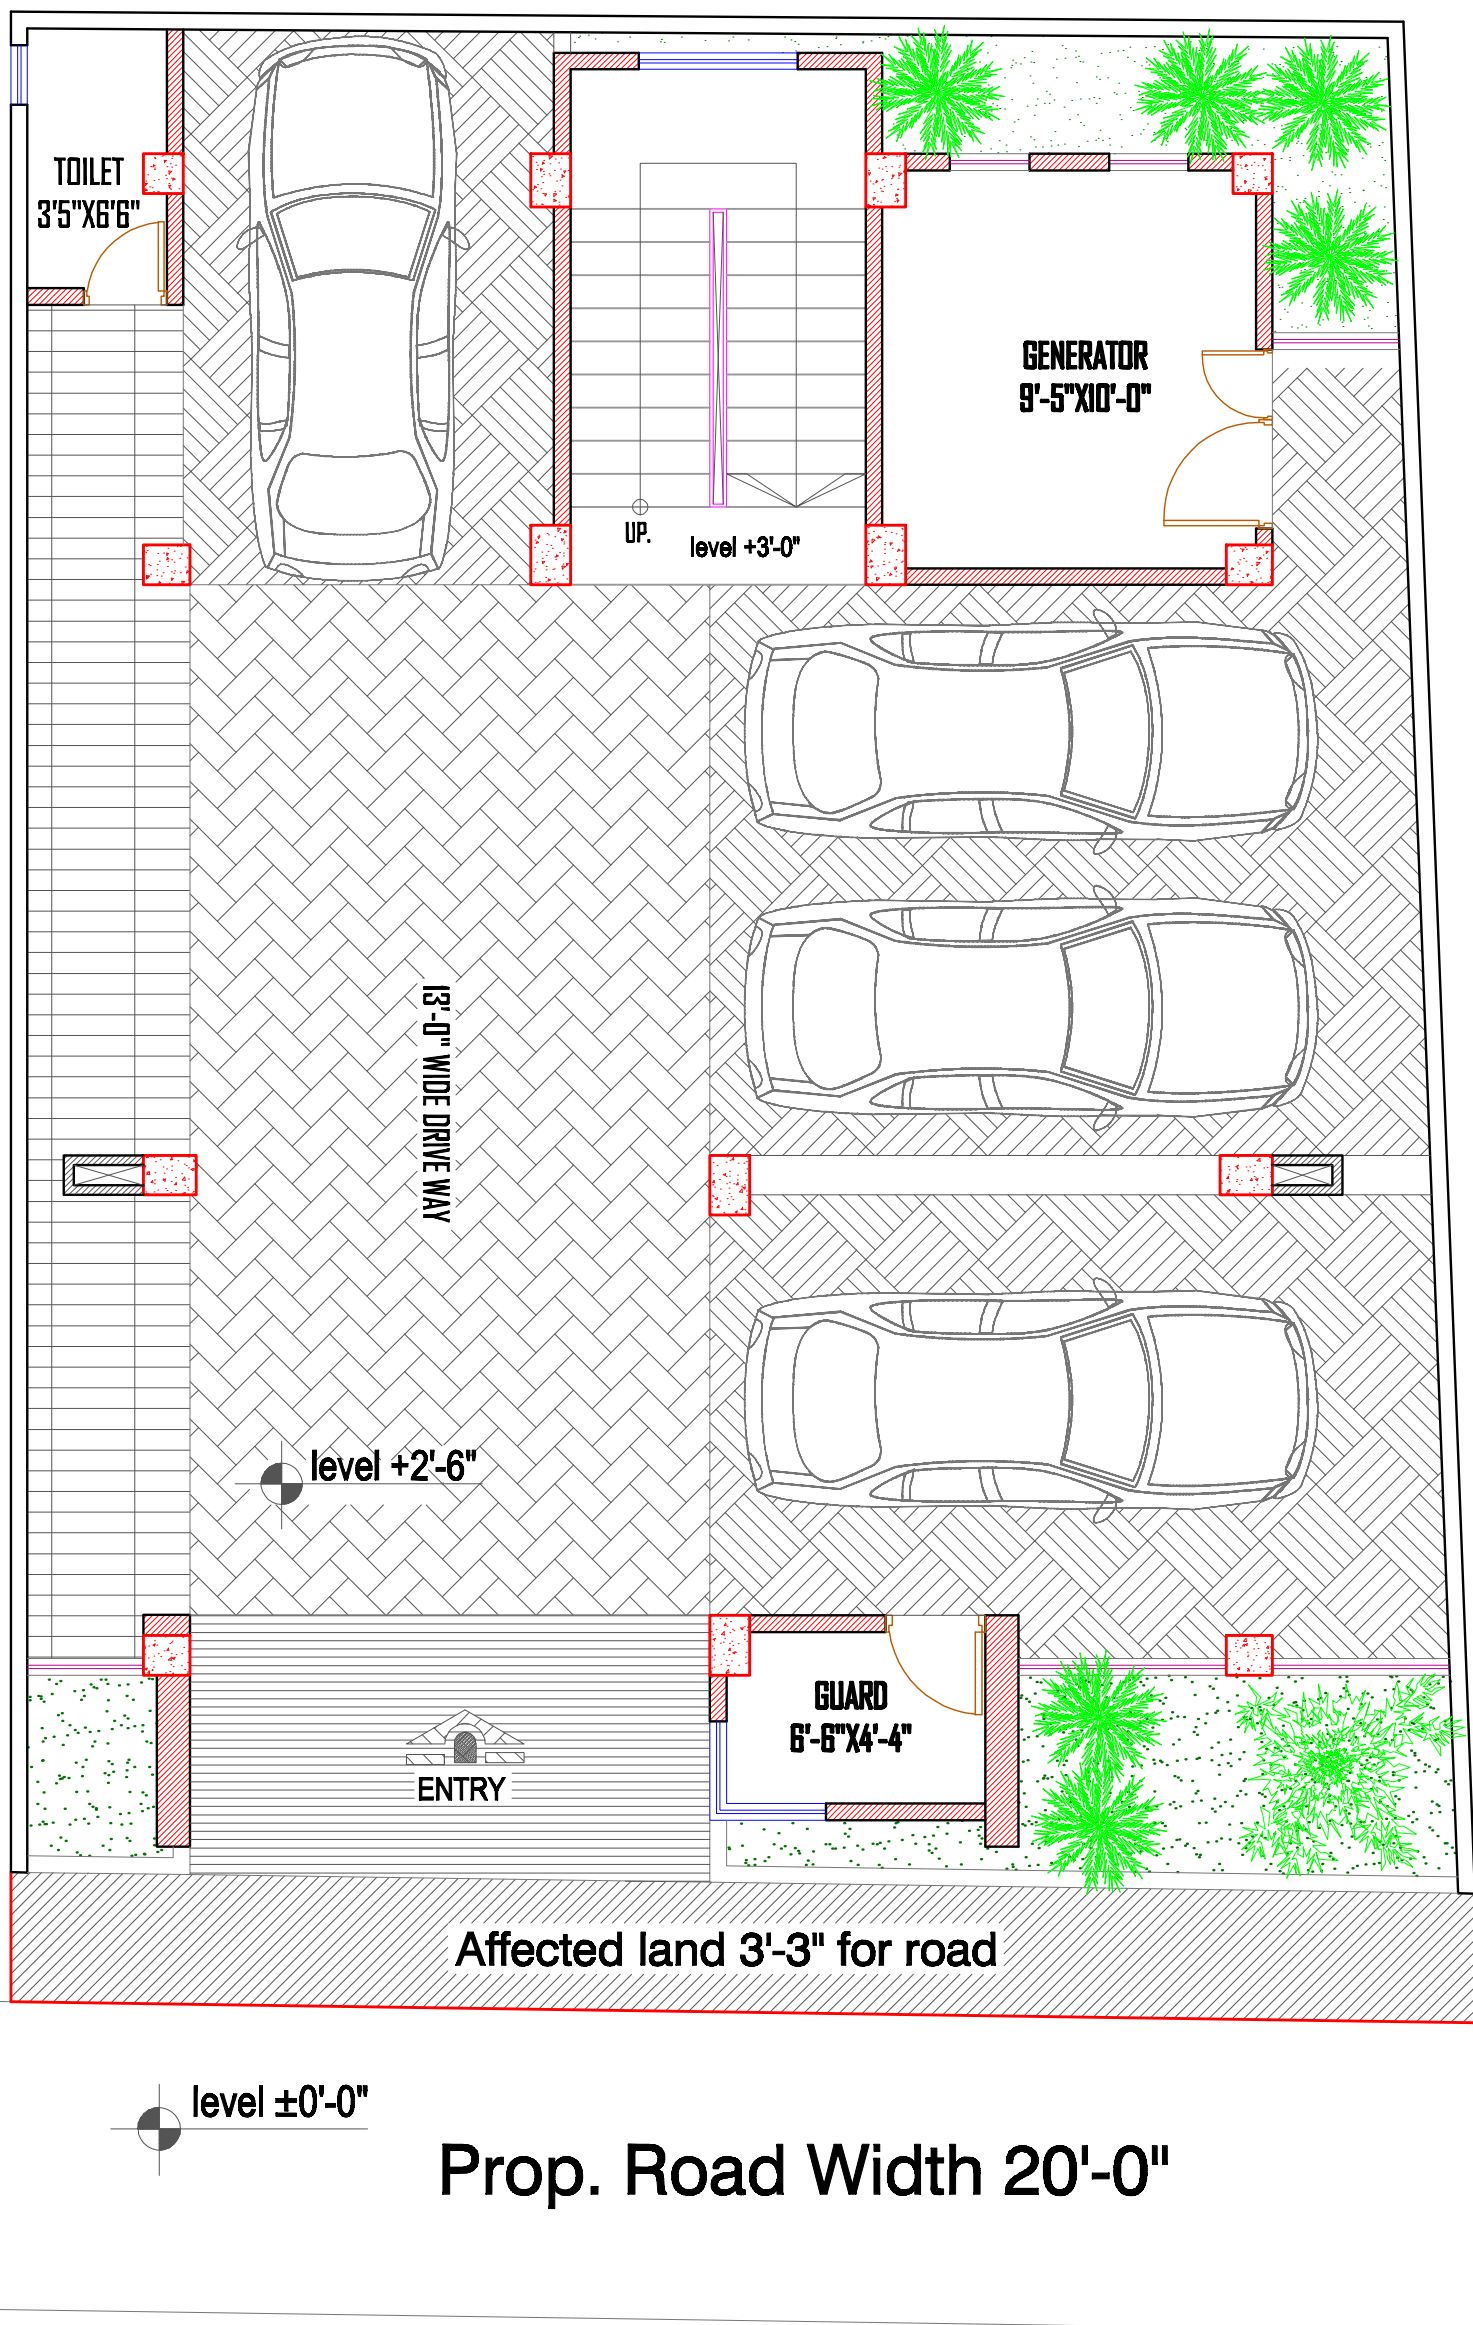 TOILET
3'5"X6'6"
GENERATOR
9'-5"X10'-0"
UP.
level +3'-0"
13'-0" WIDE DRIVE WAY
level +2'-6"
GUARD
6'-6"X4'-4"
ENTRY
Affected land 3'-3" for road
level ±0'-0"
Prop. Road Width 20'-0"